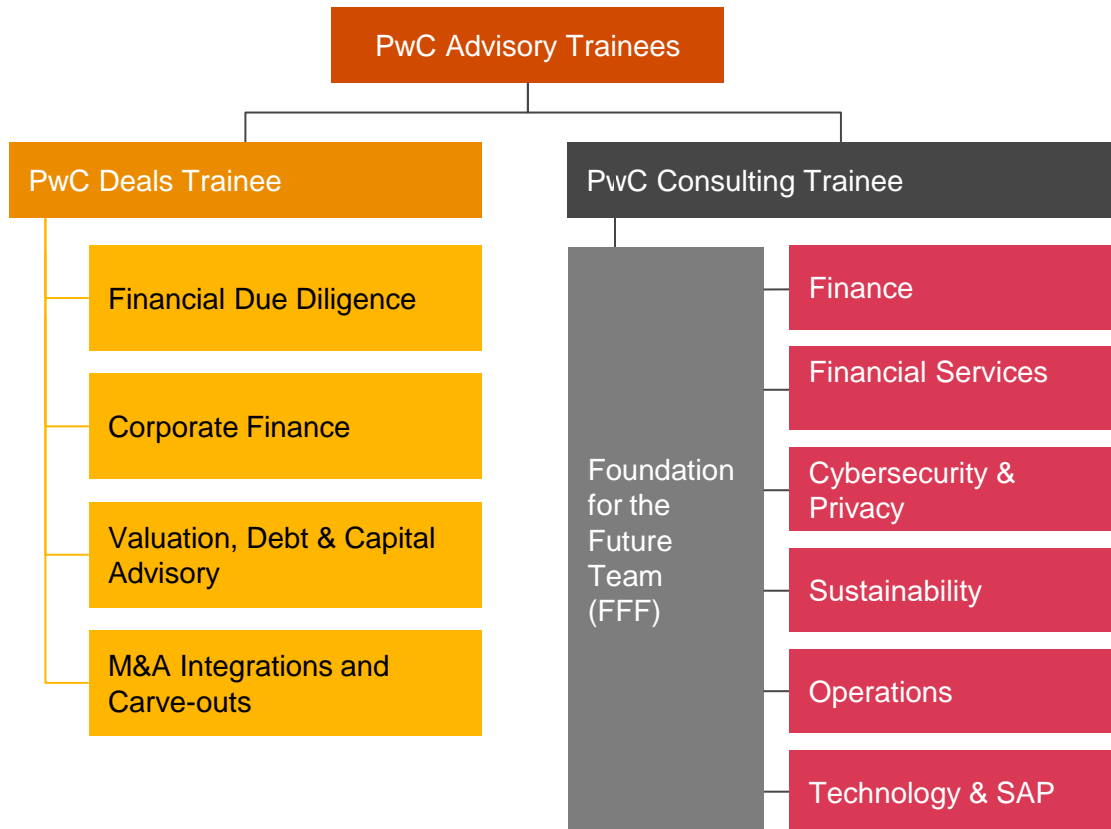 PwC Advisory Trainees
PwC Deals Trainee
Financial Due Diligence
Corporate Finance
Valuation, Debt & Capital
Advisory
M&A Integrations and
Carve-outs
PwC Consulting Trainee
Foundation
for the
Future
Team
(FFF)
Finance
Financial Services
Cybersecurity &
Privacy
Sustainability
Operations
Technology & SAP